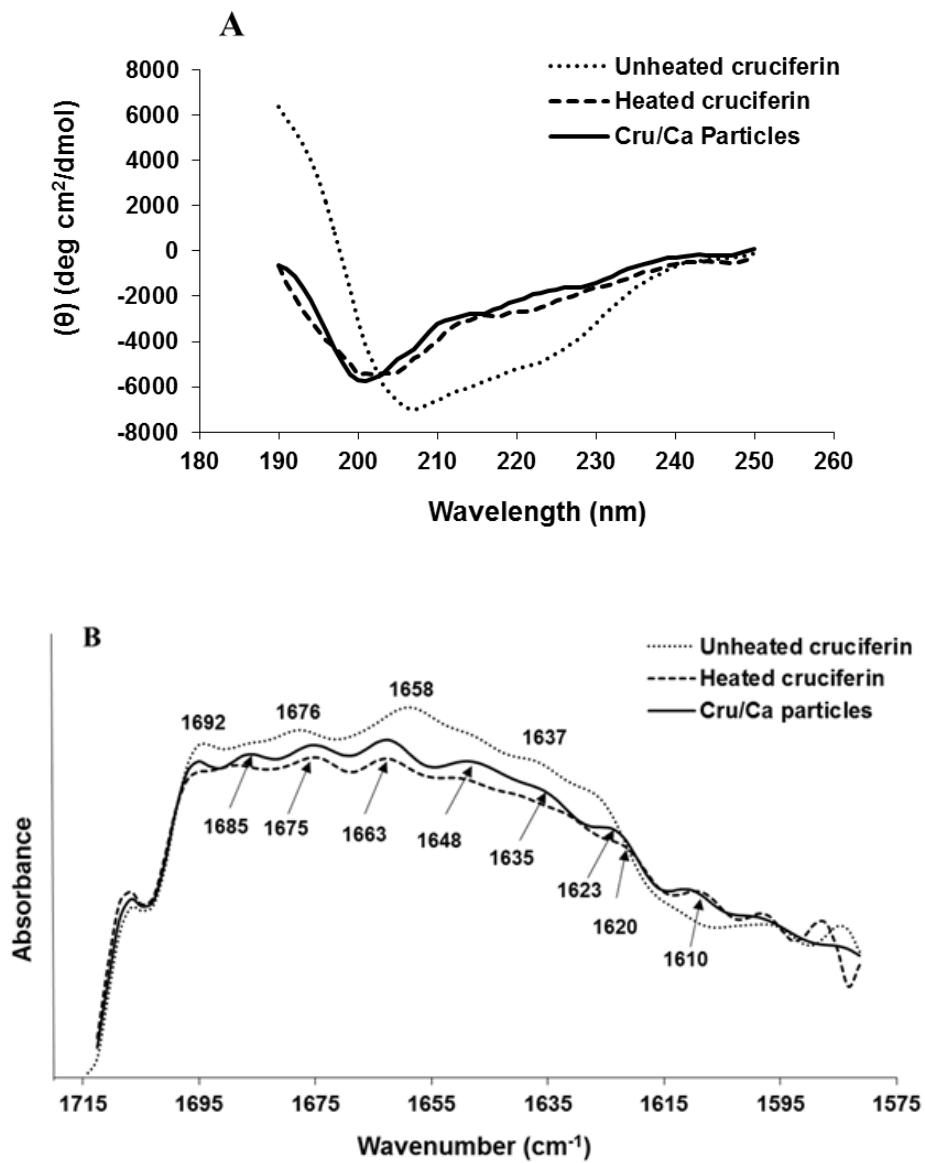 A
Unheated cruciferin
Heated cruciferin
Cru/Ca Particles
8000
6000
4000
2000
0
-2000
-4000
-6000
-8000
(θ) (deg cm²/dmol)
180 190 200 210 220 230 240 250 260
Wavelength (nm)
B
Unheated cruciferin
Heated cruciferin
Cru/Ca particles
1692 1676 1658 1637
1685 1675 1663 1648 1635 1623 1620 1610
Absorbance
1715 1695 1675 1655 1635 1615 1595 1575
Wavenumber (cm⁻¹)